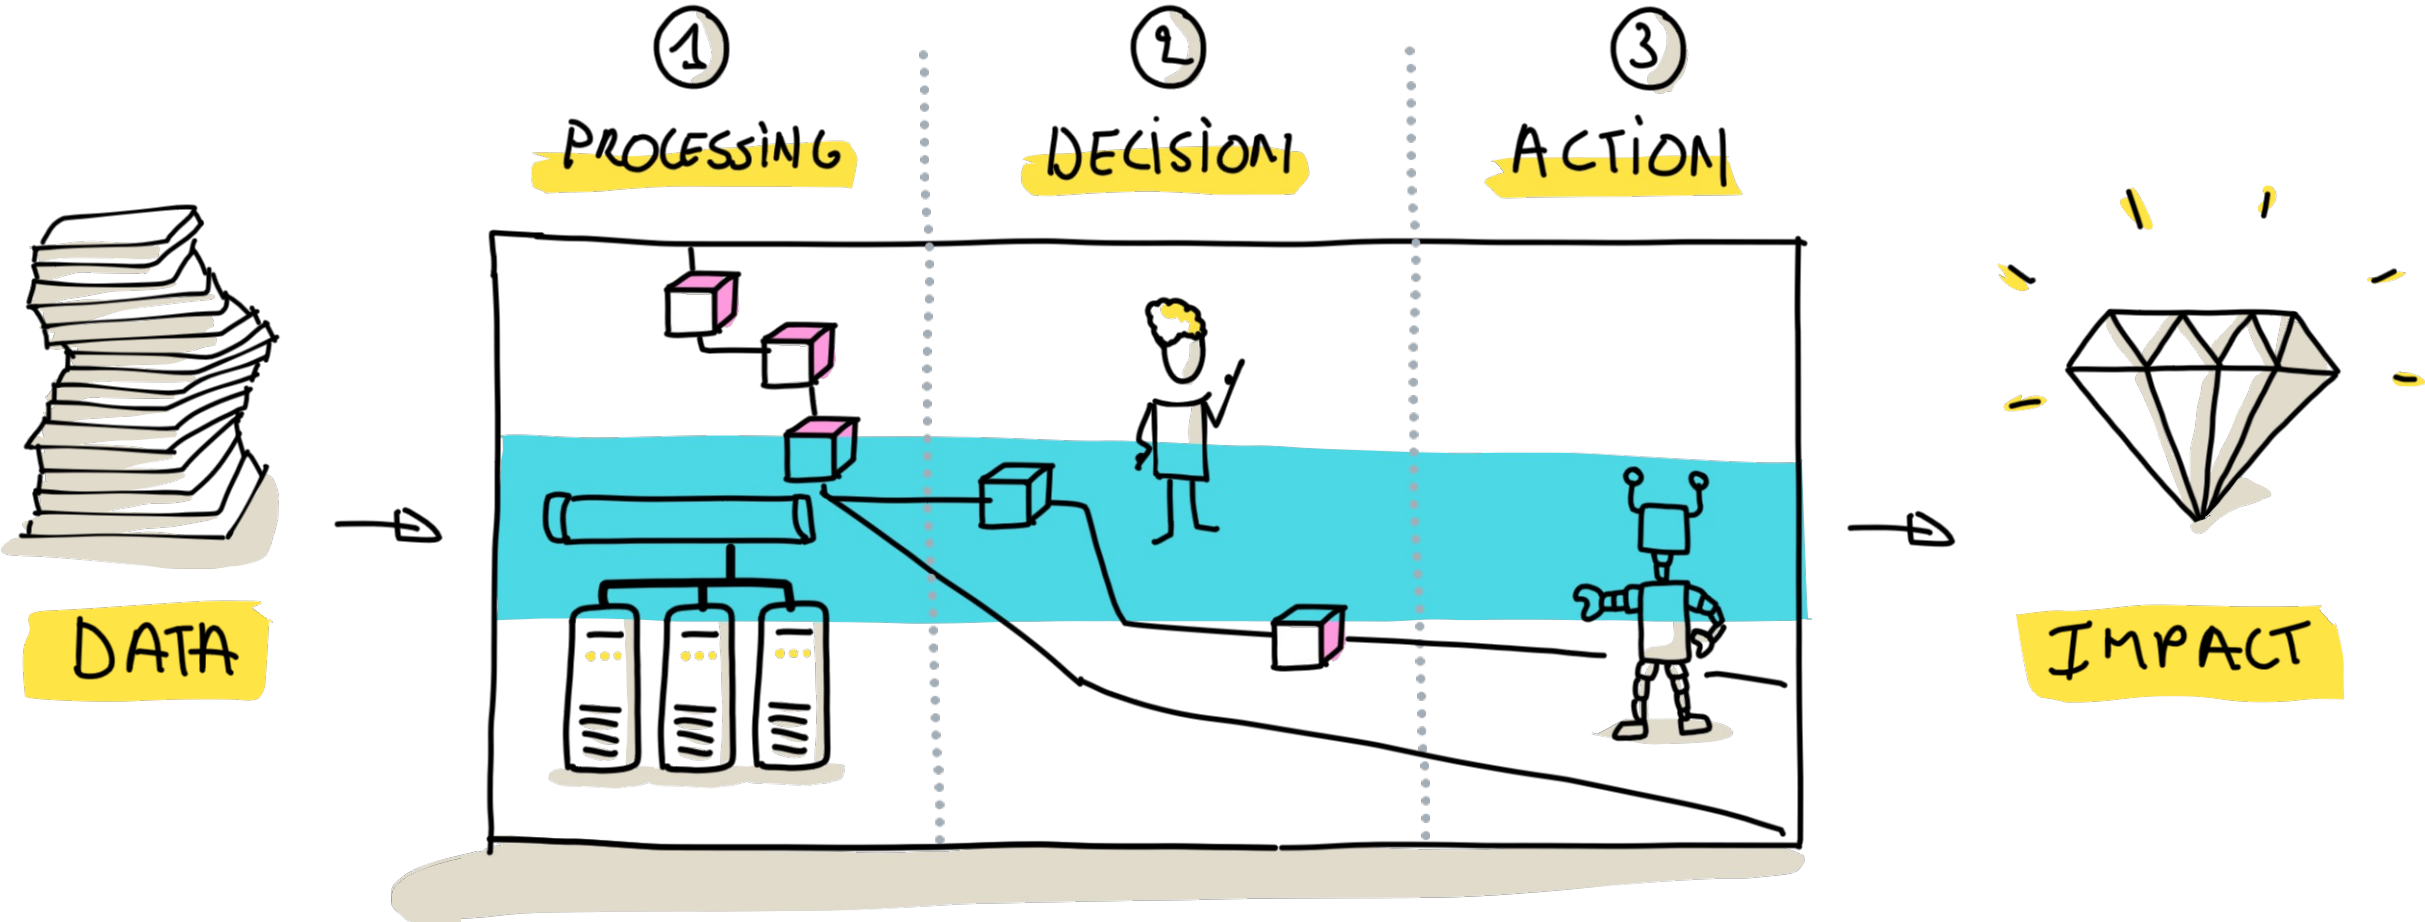 1
PROCESSING
2
DECISION
3
ACTION
DATA
IMPACT